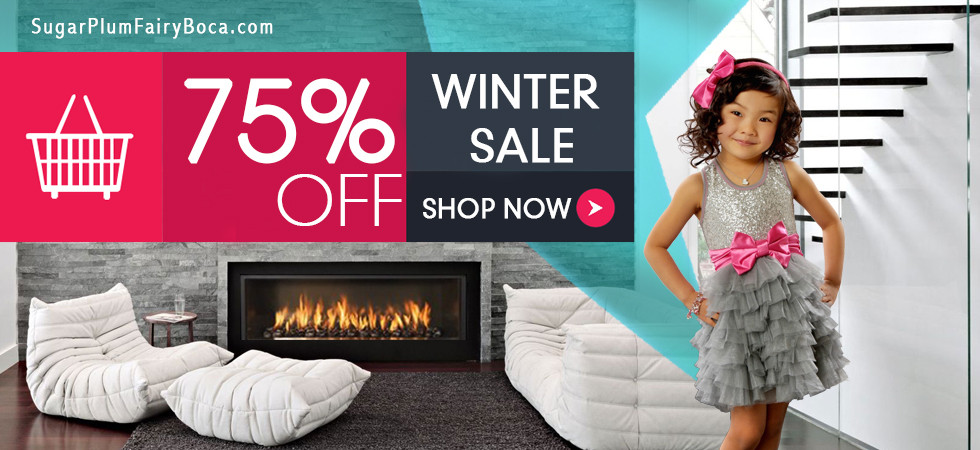 SugarPlumFairyBoca.com
75%
OFF
WINTER
SALE
SHOP NOW